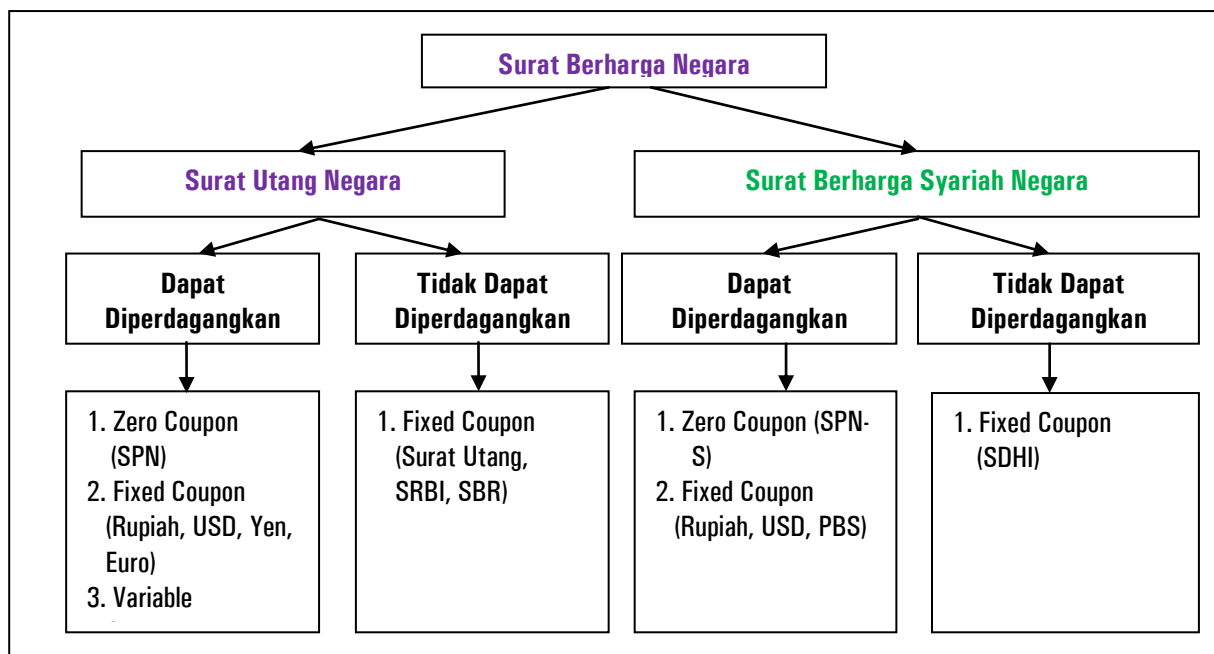 Surat Berharga Negara
Surat Utang Negara
Surat Berharga Syariah Negara
Dapat
Diperdagangkan
Tidak Dapat
Diperdagangkan
Dapat
Diperdagangkan
Tidak Dapat
Diperdagangkan
1. Zero Coupon
(SPN)
2. Fixed Coupon
(Rupiah, USD, Yen,
Euro)
3. Variable
1. Fixed Coupon
(Surat Utang,
SRBI, SBR)
1. Zero Coupon (SPN-
S)
2. Fixed Coupon
(Rupiah, USD, PBS)
1. Fixed Coupon
(SDHI)